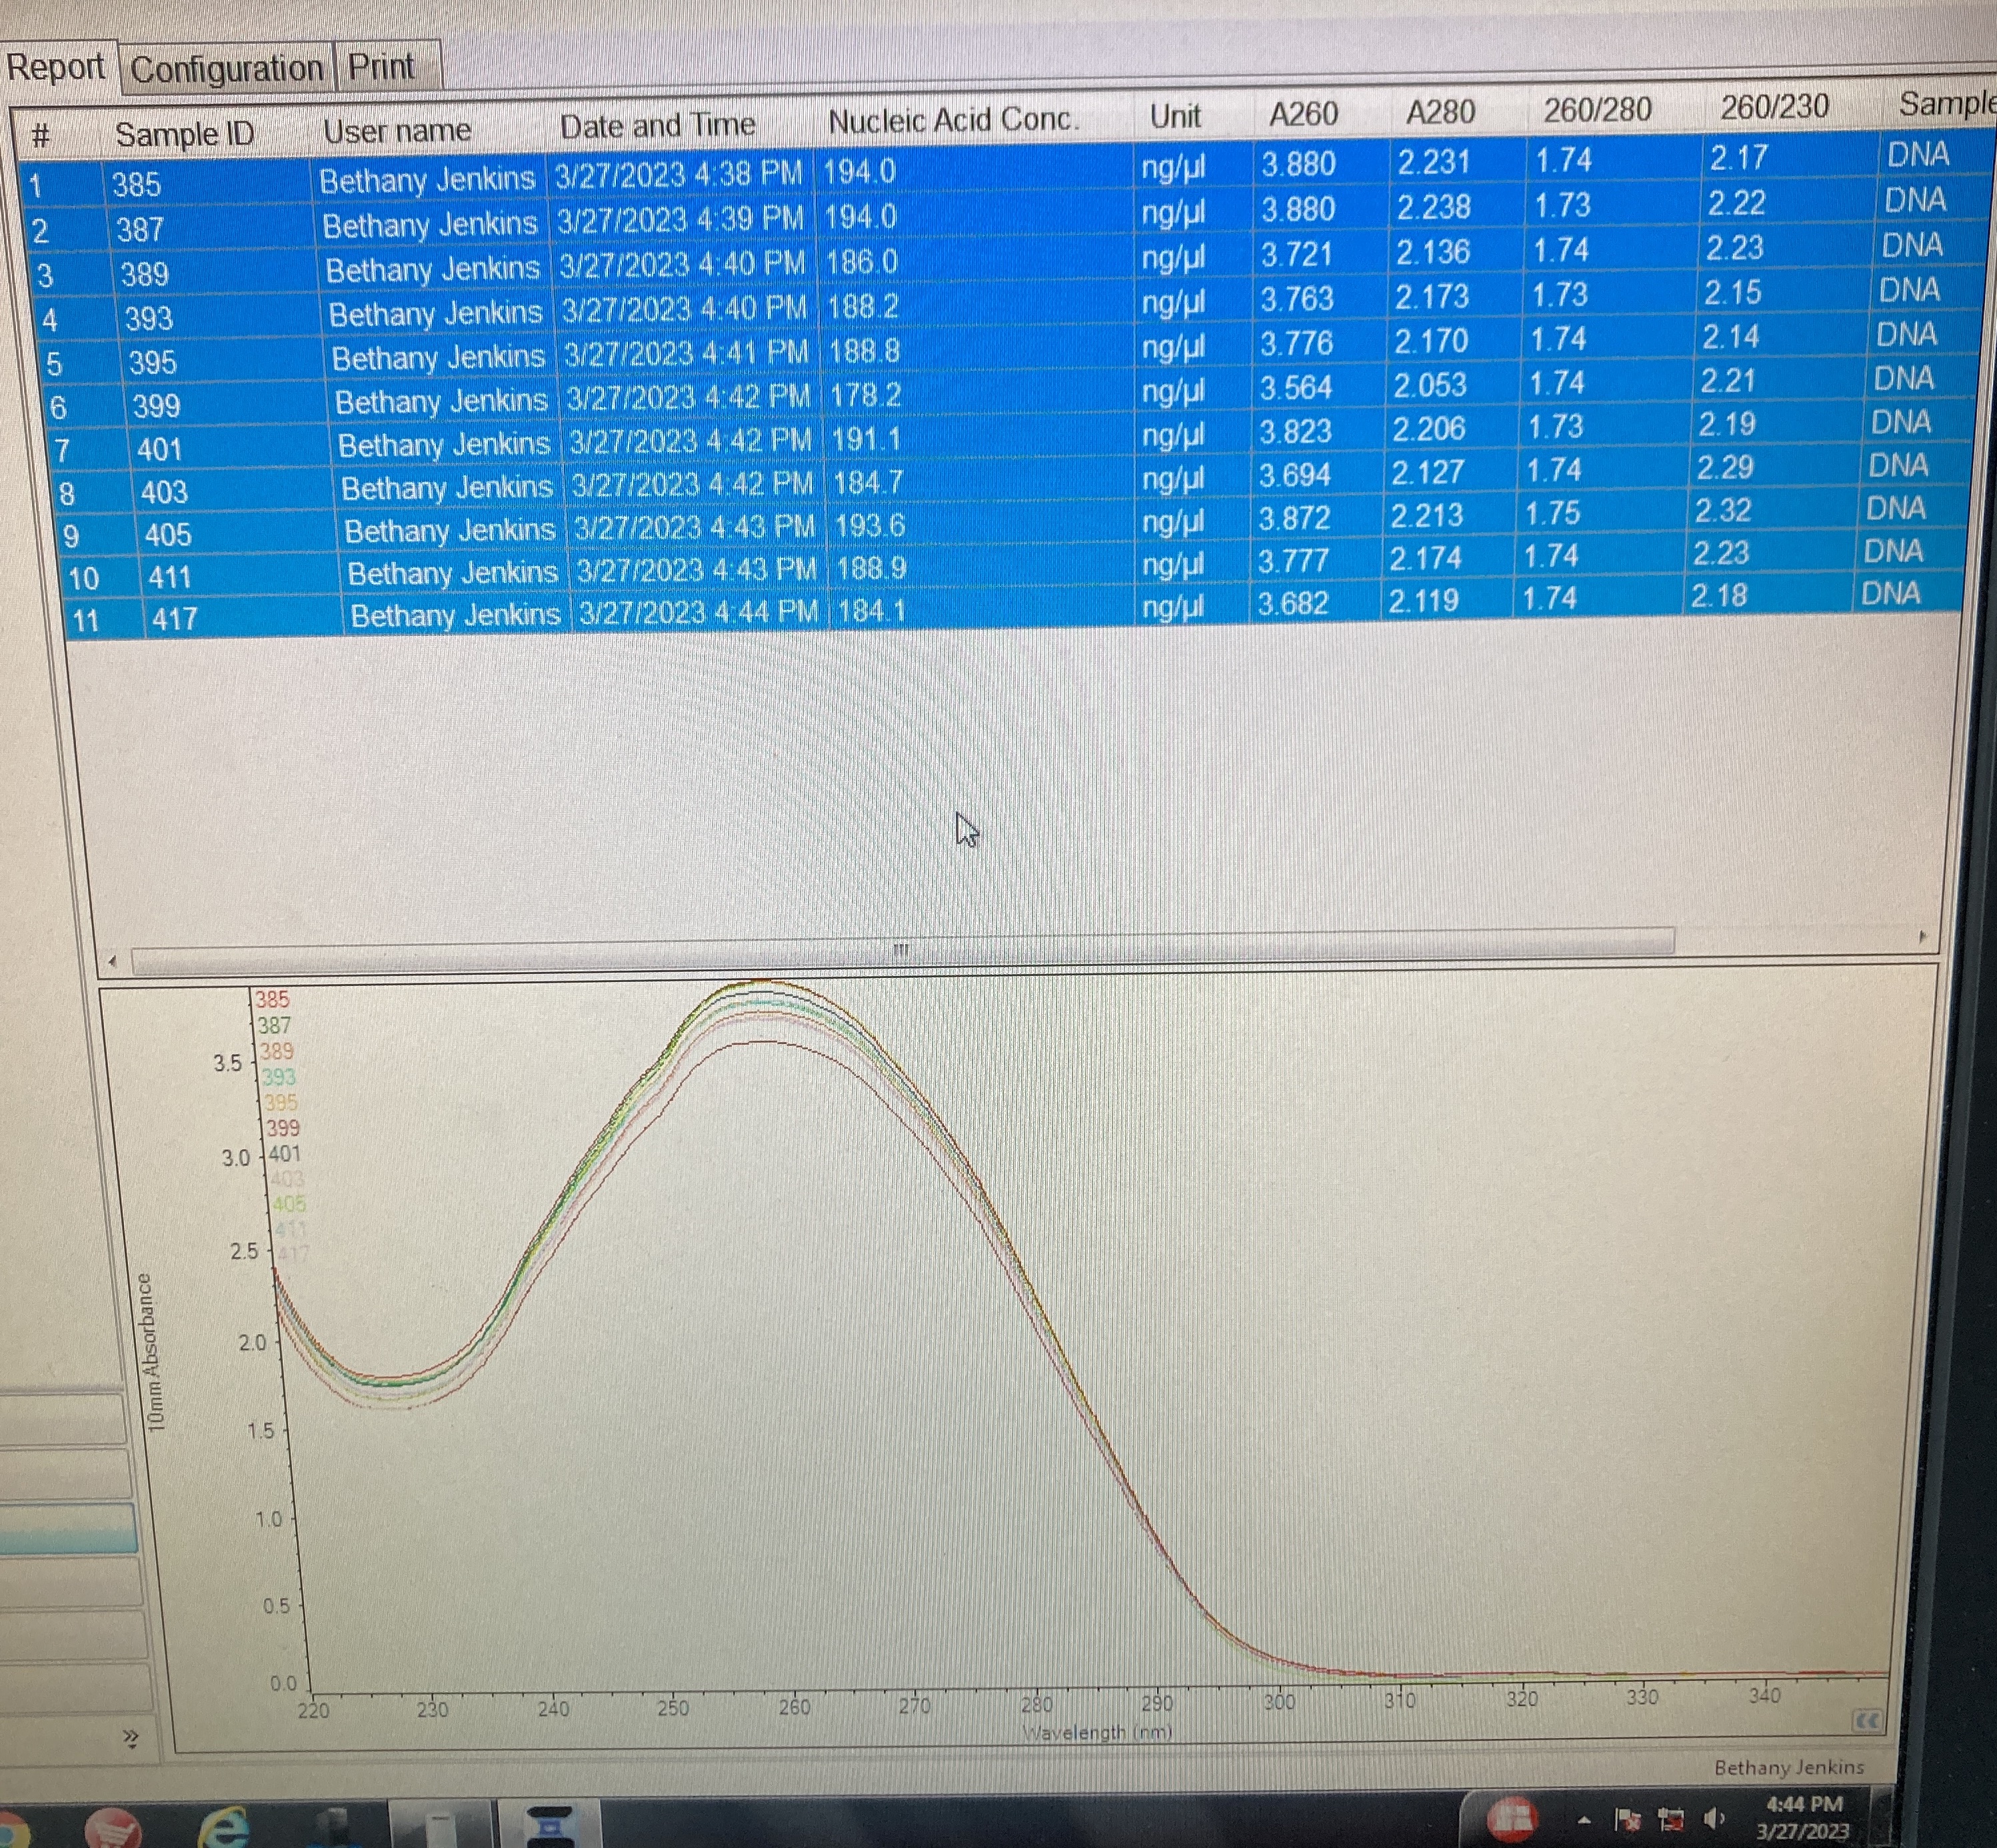 Report Configuration Print
# Sample ID User name Date and Time Nucleic Acid Conc. Unit A260 A280 260/280 260/230 Sample
1 385 Bethany Jenkins 3/27/2023 4:38 PM 194.0 ng/µl 3.880 2.231 1.74 2.17 DNA
2 387 Bethany Jenkins 3/27/2023 4:39 PM 194.0 ng/µl 3.880 2.238 1.73 2.22 DNA
3 389 Bethany Jenkins 3/27/2023 4:40 PM 186.0 ng/µl 3.721 2.136 1.74 2.23 DNA
4 393 Bethany Jenkins 3/27/2023 4:40 PM 188.2 ng/µl 3.763 2.173 1.73 2.15 DNA
5 395 Bethany Jenkins 3/27/2023 4:41 PM 188.8 ng/µl 3.776 2.170 1.74 2.14 DNA
6 399 Bethany Jenkins 3/27/2023 4:42 PM 178.2 ng/µl 3.564 2.053 1.74 2.21 DNA
7 401 Bethany Jenkins 3/27/2023 4:42 PM 191.1 ng/µl 3.823 2.206 1.73 2.19 DNA
8 403 Bethany Jenkins 3/27/2023 4:42 PM 184.7 ng/µl 3.694 2.127 1.74 2.29 DNA
9 405 Bethany Jenkins 3/27/2023 4:43 PM 193.6 ng/µl 3.872 2.213 1.75 2.32 DNA
10 411 Bethany Jenkins 3/27/2023 4:43 PM 188.9 ng/µl 3.777 2.174 1.74 2.23 DNA
11 417 Bethany Jenkins 3/27/2023 4:44 PM 184.1 ng/µl 3.682 2.119 1.74 2.18 DNA
385
387
389
393
395
399
401
403
405
411
417
3.5
3.0
2.5
2.0
1.5
1.0
0.5
0.0
10mm Absorbance
220 230 240 250 260 270 280 290 300 310 320 330 340
Wavelength (nm)
Bethany Jenkins
4:44 PM
3/27/2023